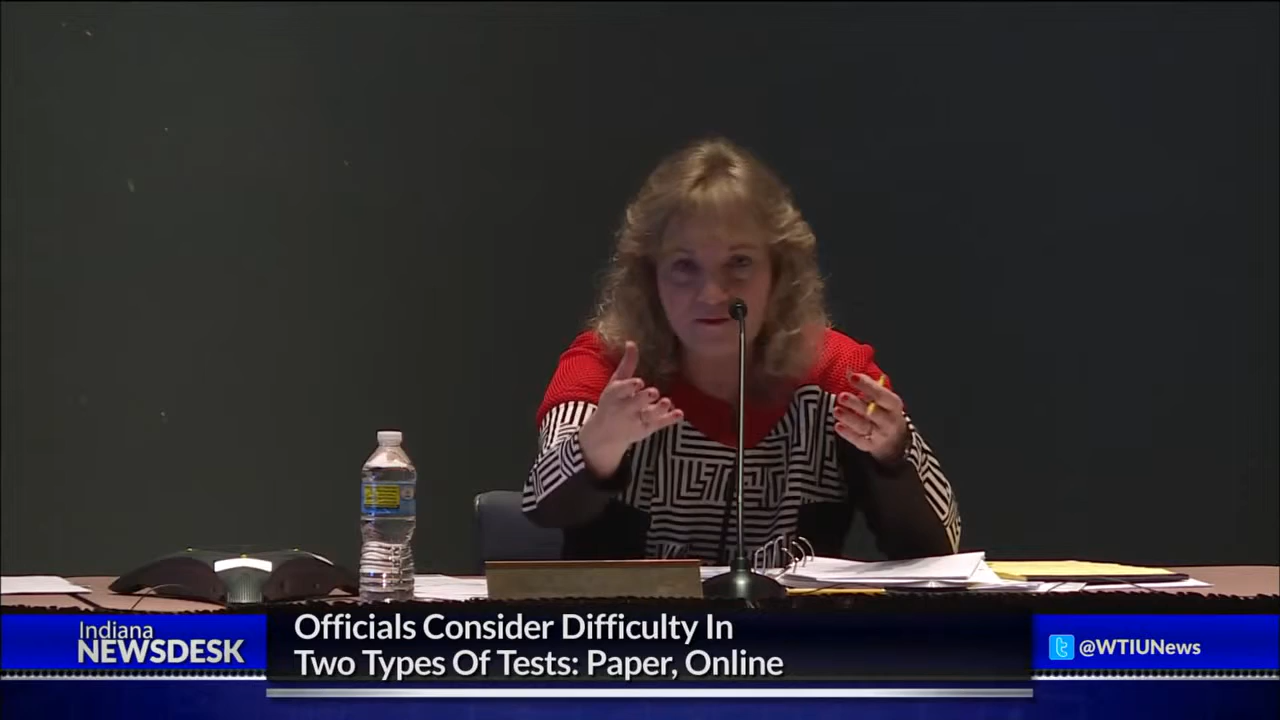 Indiana
NEWSDESK
Officials Consider Difficulty In
Two Types Of Tests: Paper, Online
@WTIUNews